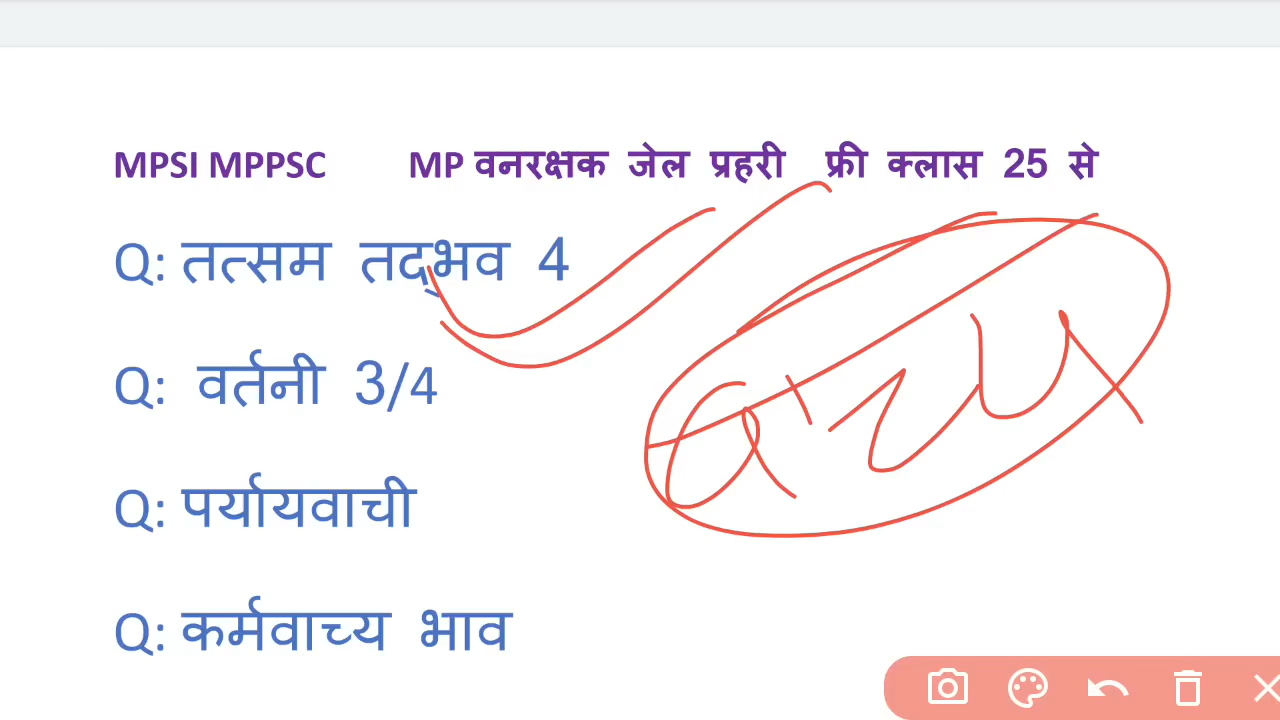 MPSI MPPSC MP वनरक्षक जेल प्रहरी फ्री क्लास 25 से
Q: तत्सम तद्भव 4
Q: वर्तनी 3/4
Q: पर्यायवाची
Q: कर्मवाच्य भाव